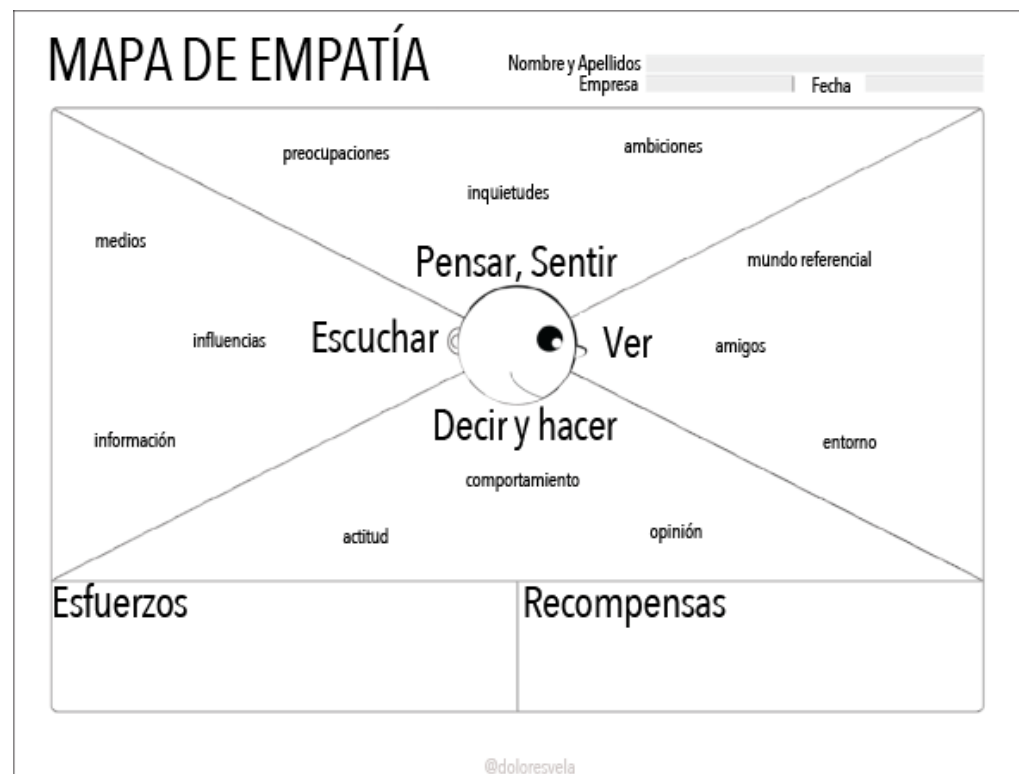 MAPA DE EMPATÍA
Nombre y Apellidos
Empresa
Fecha
preocupaciones
ambiciones
inquietudes
Pensar, Sentir
medios
influencias
información
Escuchar
Ver
mundo referencial
amigos
entorno
Decir y hacer
comportamiento
actitud
opinión
Esfuerzos
Recompensas
@doloresvela